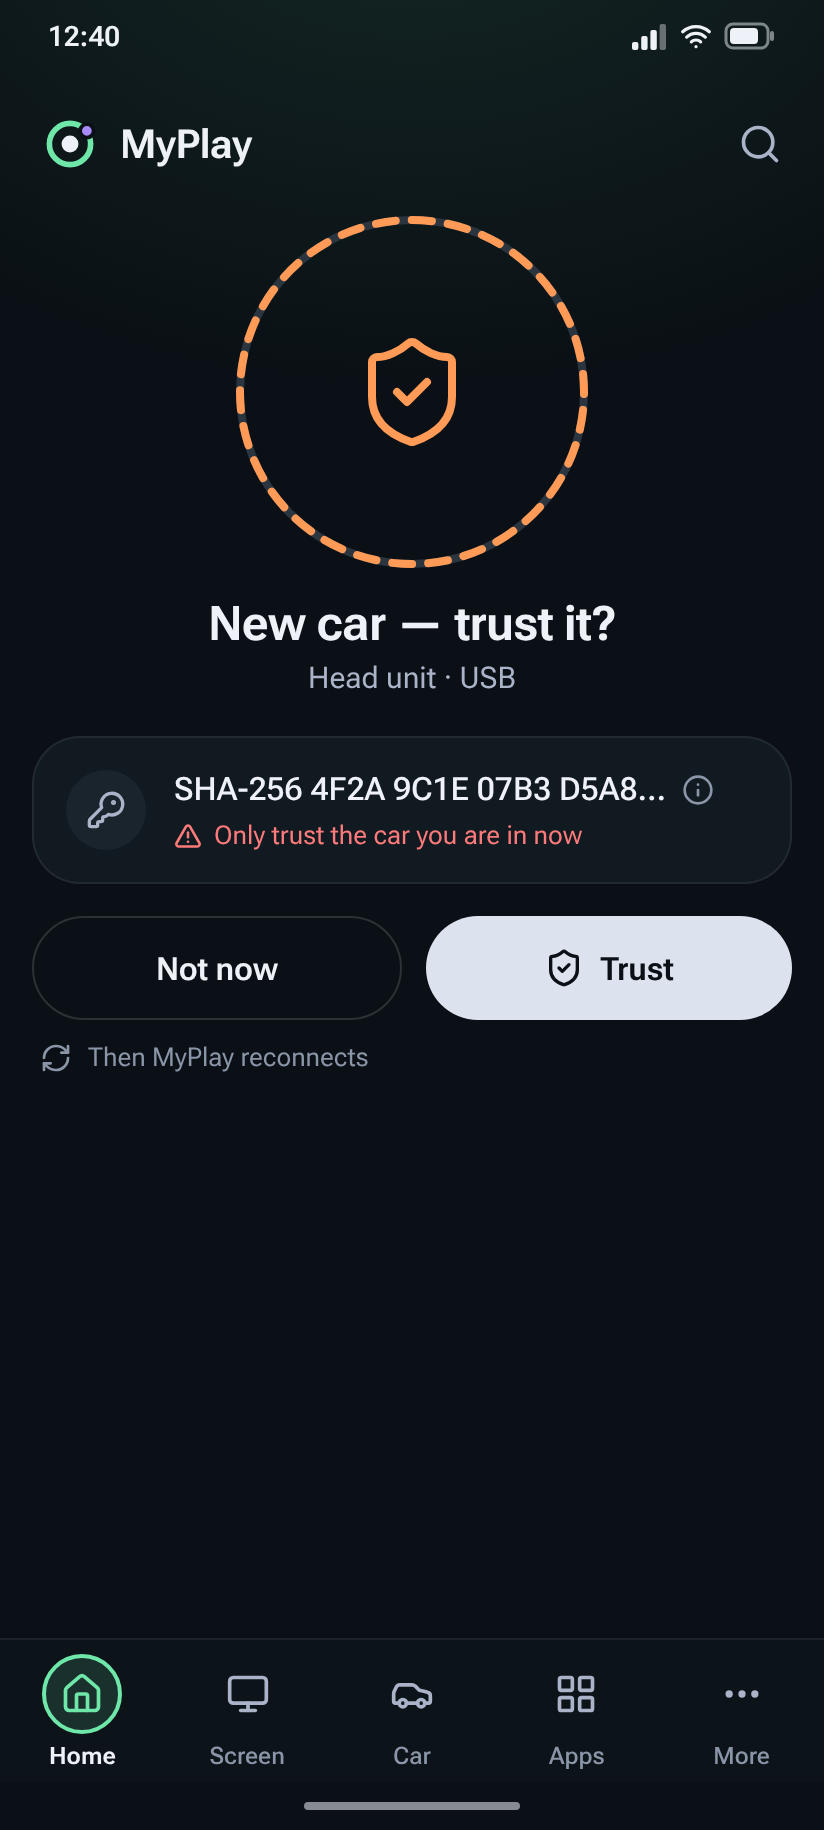 12:40
MyPlay
New car — trust it?
Head unit · USB
SHA-256 4F2A 9C1E 07B3 D5A8...
Only trust the car you are in now
Not now
Trust
Then MyPlay reconnects
Home
Screen
Car
Apps
More